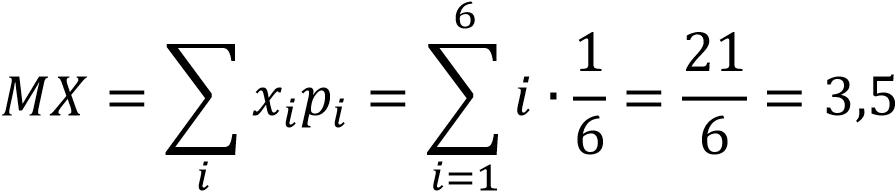 MX = ∑_i x_i p_i = ∑_{i=1}^{6} i · 1/6 = 21/6 = 3,5